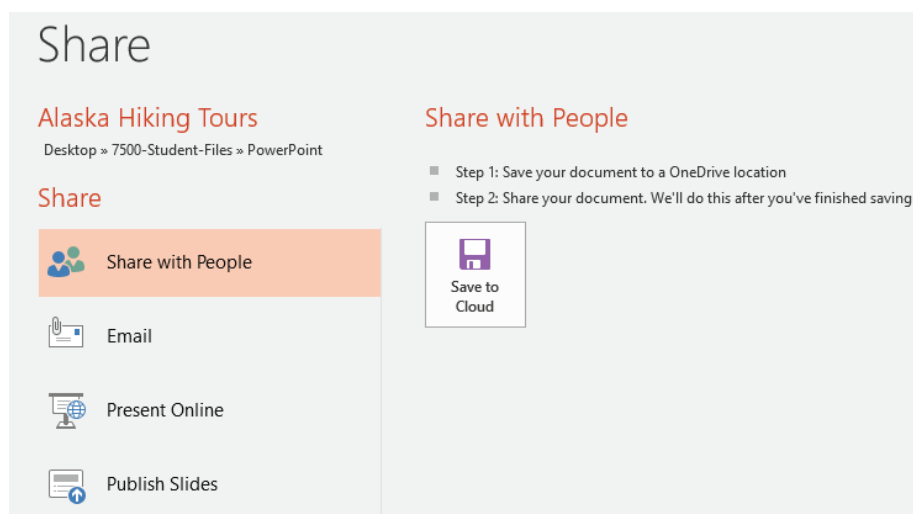 Share
Alaska Hiking Tours
Desktop » 7500-Student-Files » PowerPoint
Share
Share with People
Email
Present Online
Publish Slides
Share with People
Step 1: Save your document to a OneDrive location
Step 2: Share your document. We'll do this after you've finished saving
Save to
Cloud